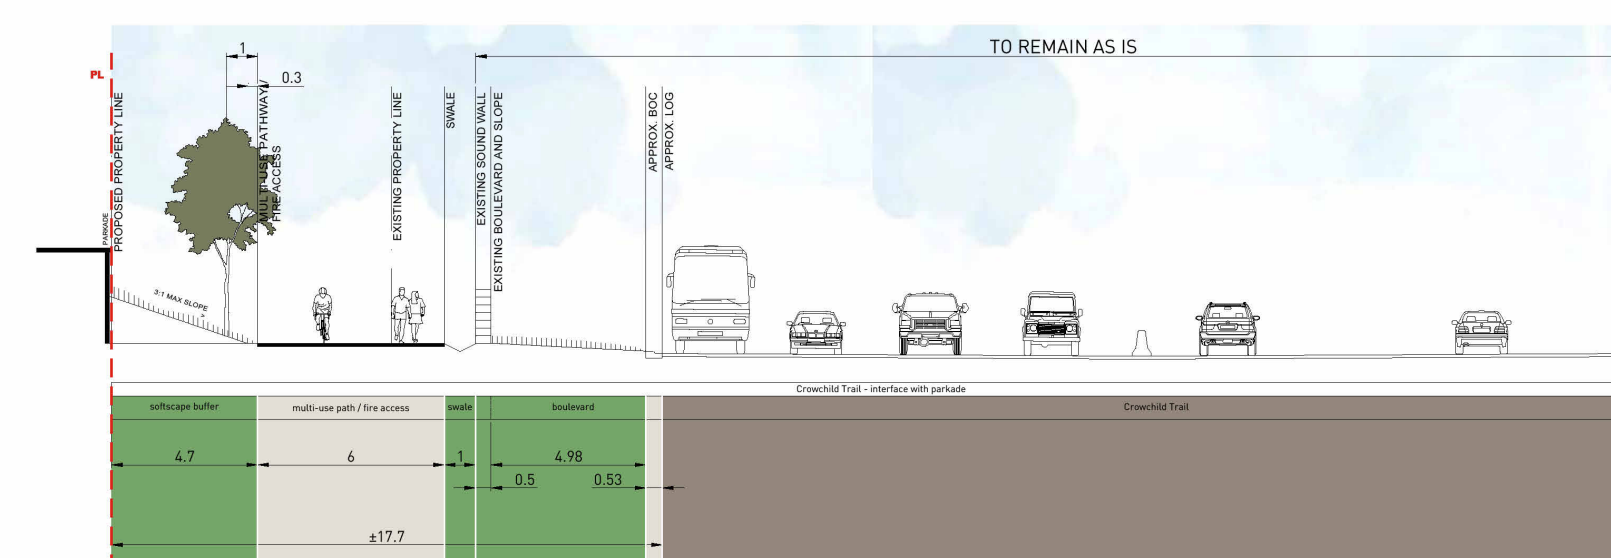 TO REMAIN AS IS
1
0.3
PL
PARKADE
PROPOSED PROPERTY LINE
MULTI-USE PATHWAY/
FIRE ACCESS
EXISTING PROPERTY LINE
SWALE
EXISTING SOUND WALL
EXISTING BOULEVARD AND SLOPE
APPROX. BOC
APPROX. LOG
3:1 MAX SLOPE
Crowchild Trail - interface with parkade
softscape buffer multi-use path / fire access swale boulevard Crowchild Trail
4.7 6 1 4.98
0.5 0.53
±17.7